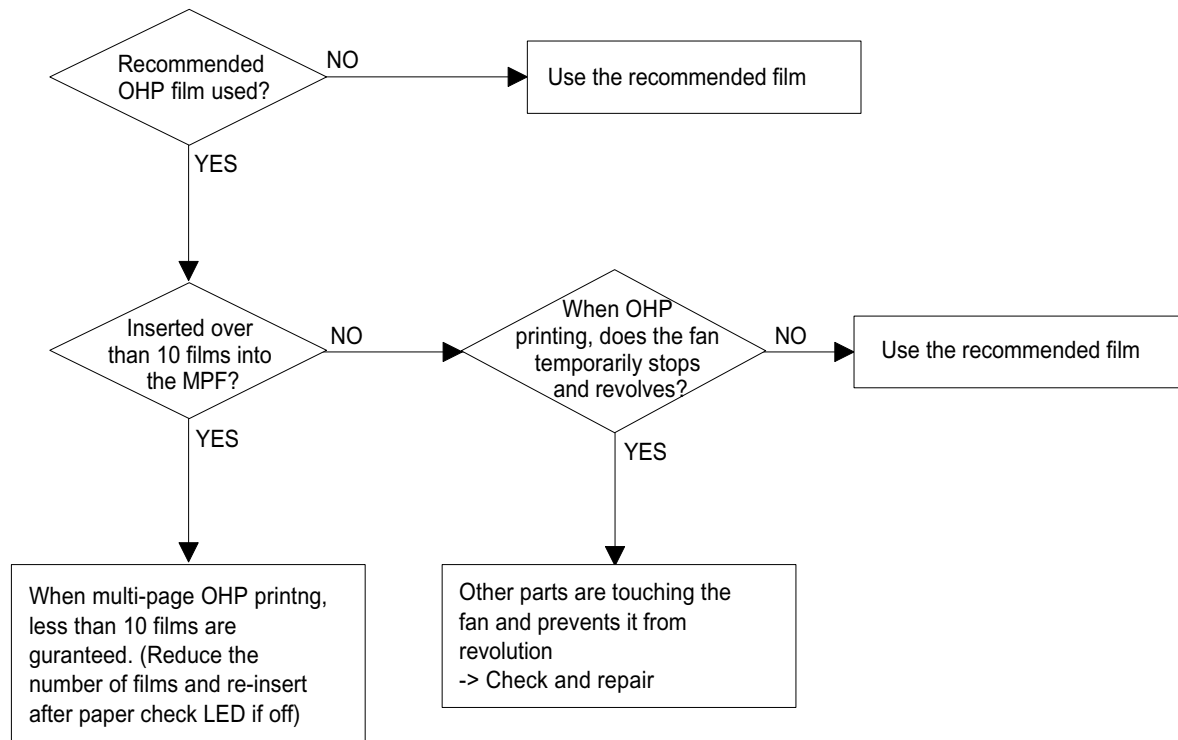 Recommended
OHP film used?
NO
Use the recommended film
YES
Inserted over
than 10 films into
the MPF?
NO
When OHP
printing, does the fan
temporarily stops
and revolves?
NO
Use the recommended film
YES
YES
When multi-page OHP printng,
less than 10 films are
guranteed. (Reduce the
number of films and re-insert
after paper check LED if off)
Other parts are touching the
fan and prevents it from
revolution
-> Check and repair